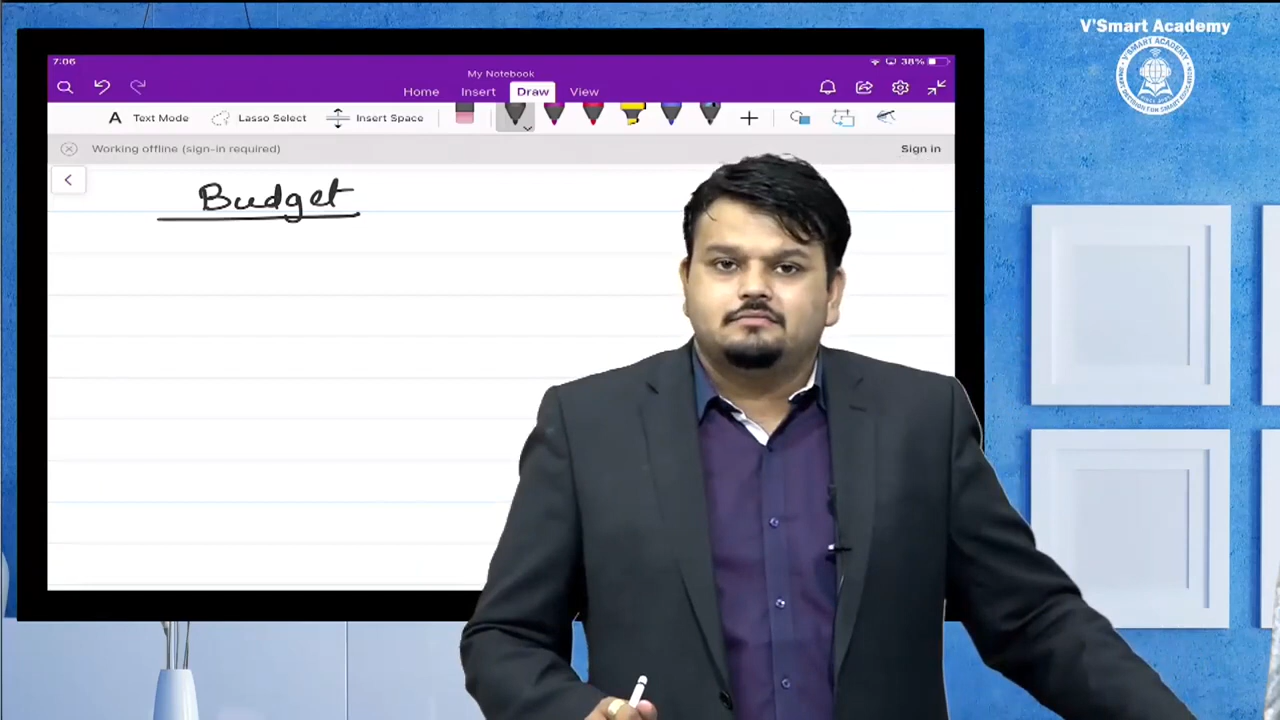 V'Smart Academy
7:06
38%
My Notebook
Home Insert Draw View
Text Mode Lasso Select Insert Space
Working offline (sign-in required) Sign in
Budget